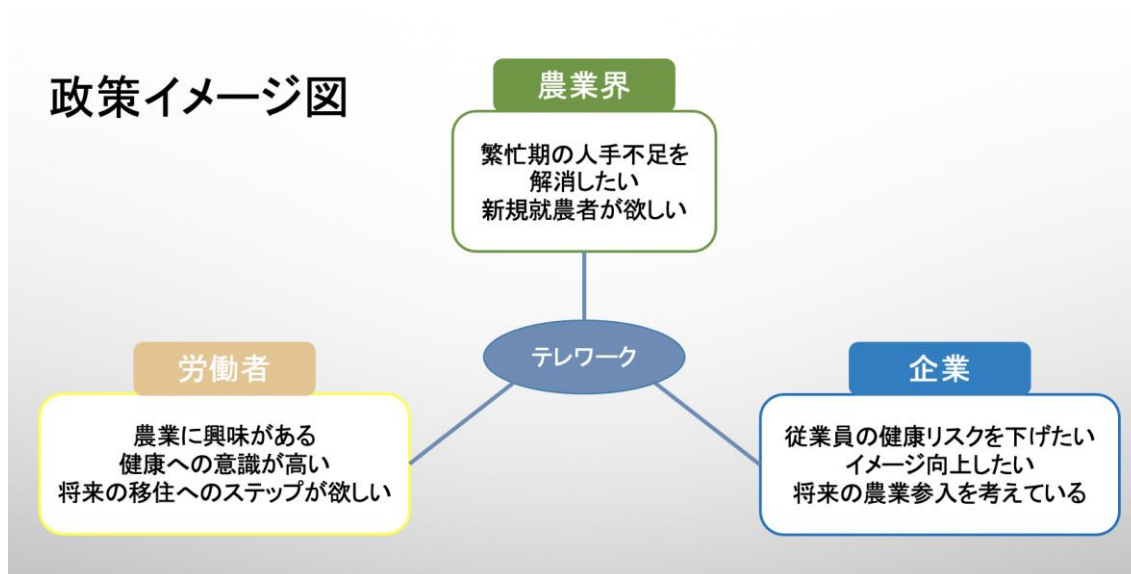 政策イメージ図
農業界
繁忙期の人手不足を
解消したい
新規就農者が欲しい
テレワーク
労働者
農業に興味がある
健康への意識が高い
将来の移住へのステップが欲しい
企業
従業員の健康リスクを下げたい
イメージ向上したい
将来の農業参入を考えている